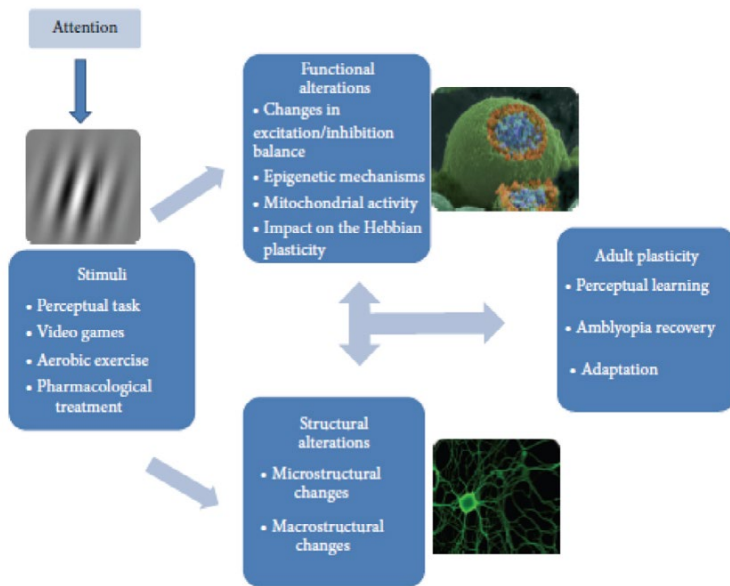 Attention
Stimuli
• Perceptual task
• Video games
• Aerobic exercise
• Pharmacological
treatment
Functional
alterations
• Changes in
excitation/inhibition
balance
• Epigenetic mechanisms
• Mitochondrial activity
• Impact on the Hebbian
plasticity
Structural
alterations
• Microstructural
changes
• Macrostructural
changes
Adult plasticity
• Perceptual learning
• Amblyopia recovery
• Adaptation